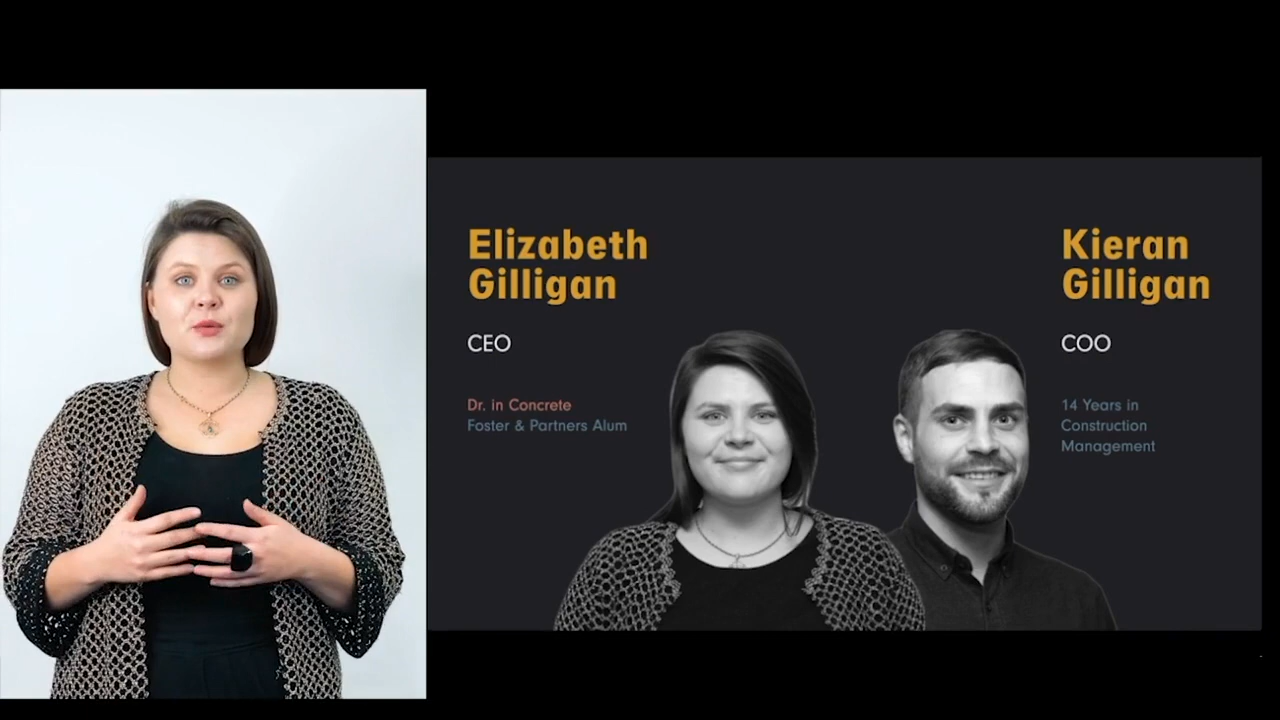 Elizabeth
Gilligan
CEO
Dr. in Concrete
Foster & Partners Alum
Kieran
Gilligan
COO
14 Years in
Construction
Management